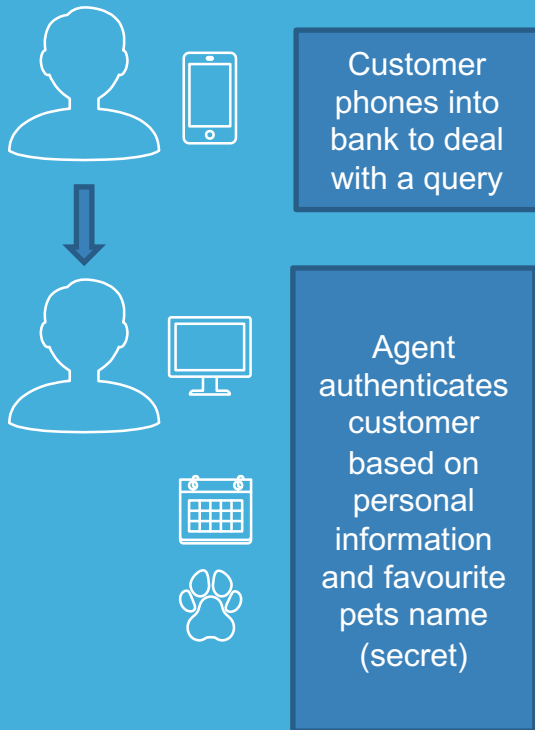 Customer
phones into
bank to deal
with a query
Agent
authenticates
customer
based on
personal
information
and favourite
pets name
(secret)